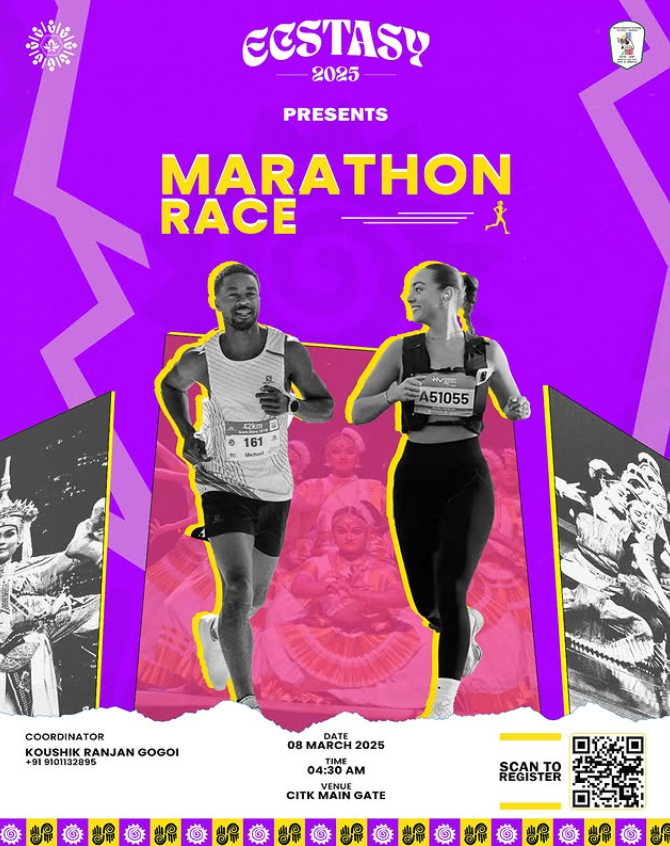 ECSTASY
2025
PRESENTS
MARATHON
RACE
42km
161
Michael
A51055
COORDINATOR
KOUSHIK RANJAN GOGOI
+91 9101132895
DATE
08 MARCH 2025
TIME
04:30 AM
VENUE
CITK MAIN GATE
SCAN TO
REGISTER